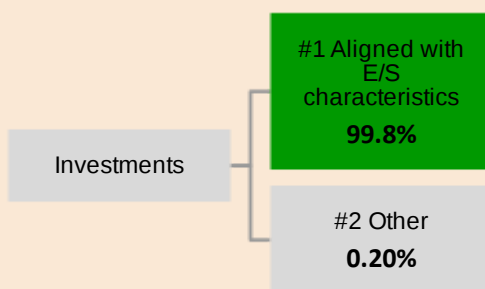 #1 Aligned with
E/S
characteristics
99.8%
Investments
#2 Other
0.20%